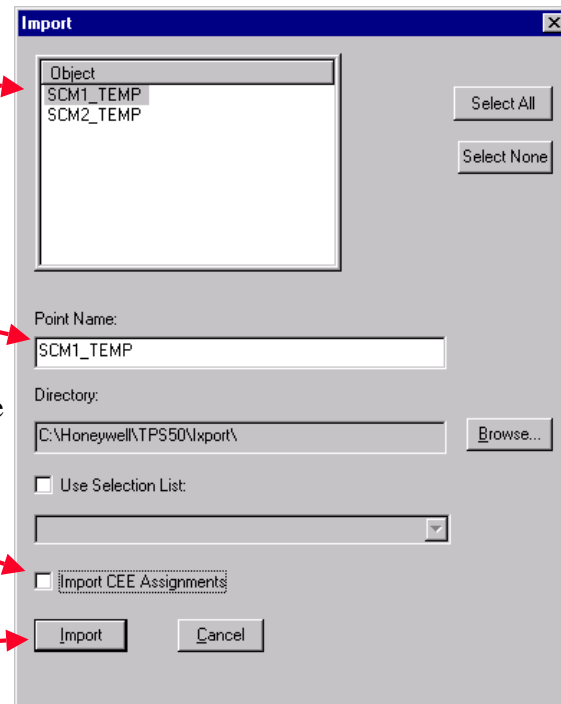 Import
Object
SCM1_TEMP
SCM2_TEMP
Select All
Select None
Point Name:
SCM1_TEMP
Directory:
e
C:\Honeywell\TPS50\Ixport\
Browse...
Use Selection List:
Import CEE Assignments
Import
Cancel